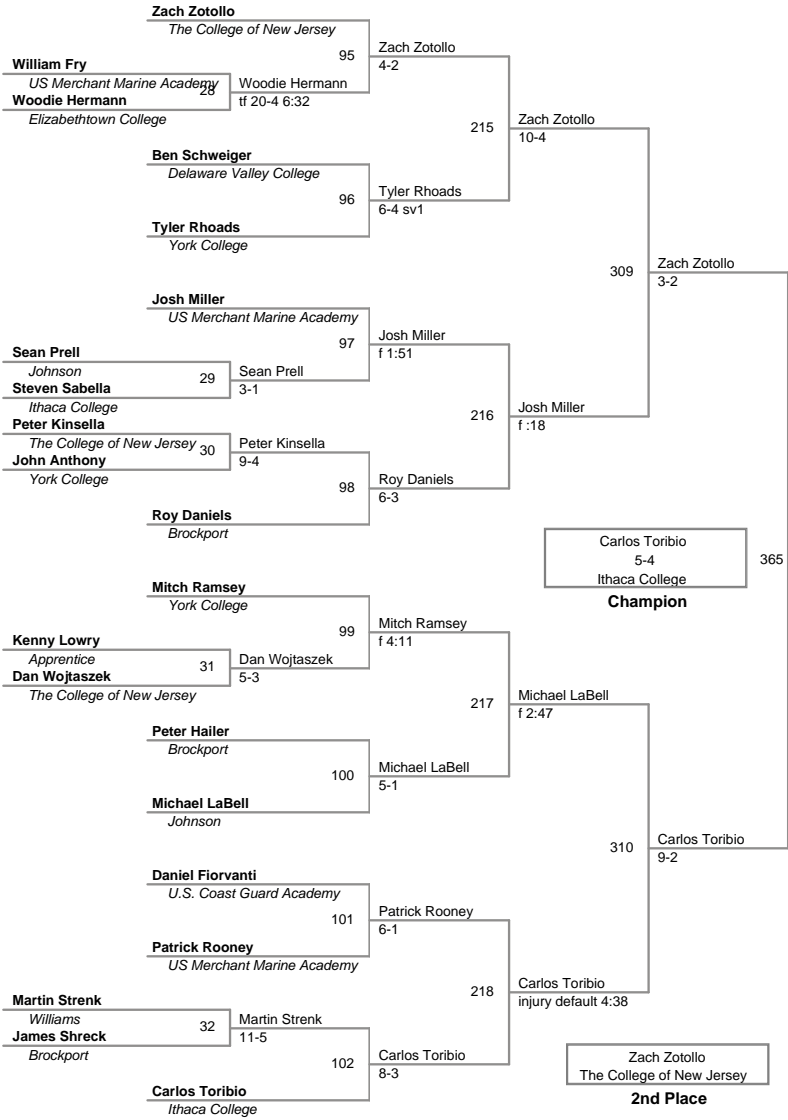 Zach Zotollo
The College of New Jersey
95
Zach Zotollo
4-2
William Fry
US Merchant Marine Academy
28
Woodie Hermann
tf 20-4 6:32
Woodie Hermann
Elizabethtown College
215
Zach Zotollo
10-4
Ben Schweiger
Delaware Valley College
96
Tyler Rhoads
6-4 sv1
Tyler Rhoads
York College
309
Zach Zotollo
3-2
Josh Miller
US Merchant Marine Academy
97
Josh Miller
f 1:51
Sean Prell
Johnson
29
Sean Prell
3-1
Steven Sabella
Ithaca College
216
Josh Miller
f :18
Peter Kinsella
The College of New Jersey
30
Peter Kinsella
9-4
John Anthony
York College
98
Roy Daniels
6-3
Roy Daniels
Brockport
Carlos Toribio
5-4
Ithaca College
365
Champion
Mitch Ramsey
York College
99
Mitch Ramsey
f 4:11
Kenny Lowry
Apprentice
31
Dan Wojtaszek
5-3
Dan Wojtaszek
The College of New Jersey
217
Michael LaBell
f 2:47
Peter Hailer
Brockport
100
Michael LaBell
5-1
Michael LaBell
Johnson
310
Carlos Toribio
9-2
Daniel Fiorvanti
U.S. Coast Guard Academy
101
Patrick Rooney
6-1
Patrick Rooney
US Merchant Marine Academy
218
Carlos Toribio
injury default 4:38
Martin Strenk
Williams
32
Martin Strenk
11-5
James Shreck
Brockport
102
Carlos Toribio
8-3
Carlos Toribio
Ithaca College
Zach Zotollo
The College of New Jersey
2nd Place